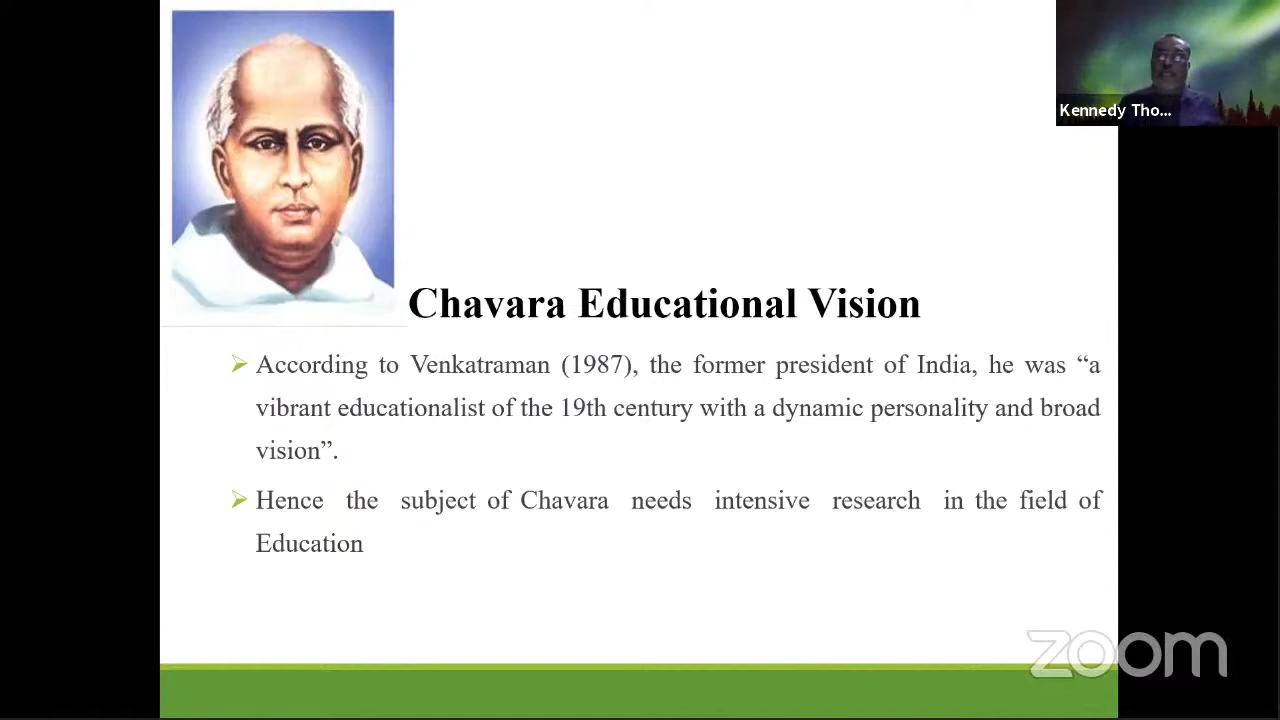 Kennedy Tho...
Chavara Educational Vision
According to Venkatraman (1987), the former president of India, he was “a
vibrant educationalist of the 19th century with a dynamic personality and broad
vision”.
Hence the subject of Chavara needs intensive research in the field of
Education
zoom